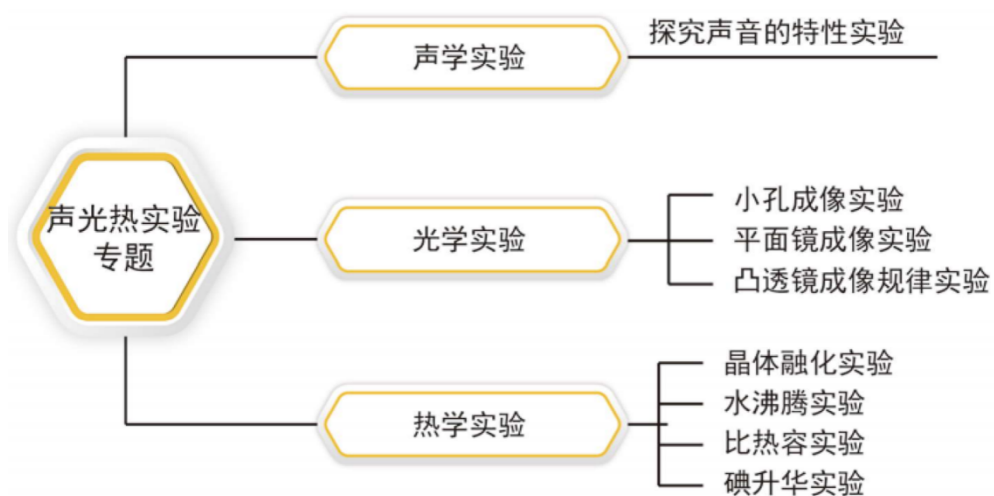 声光热实验
专题
声学实验
探究声音的特性实验
光学实验
小孔成像实验
平面镜成像实验
凸透镜成像规律实验
热学实验
晶体融化实验
水沸腾实验
比热容实验
碘升华实验